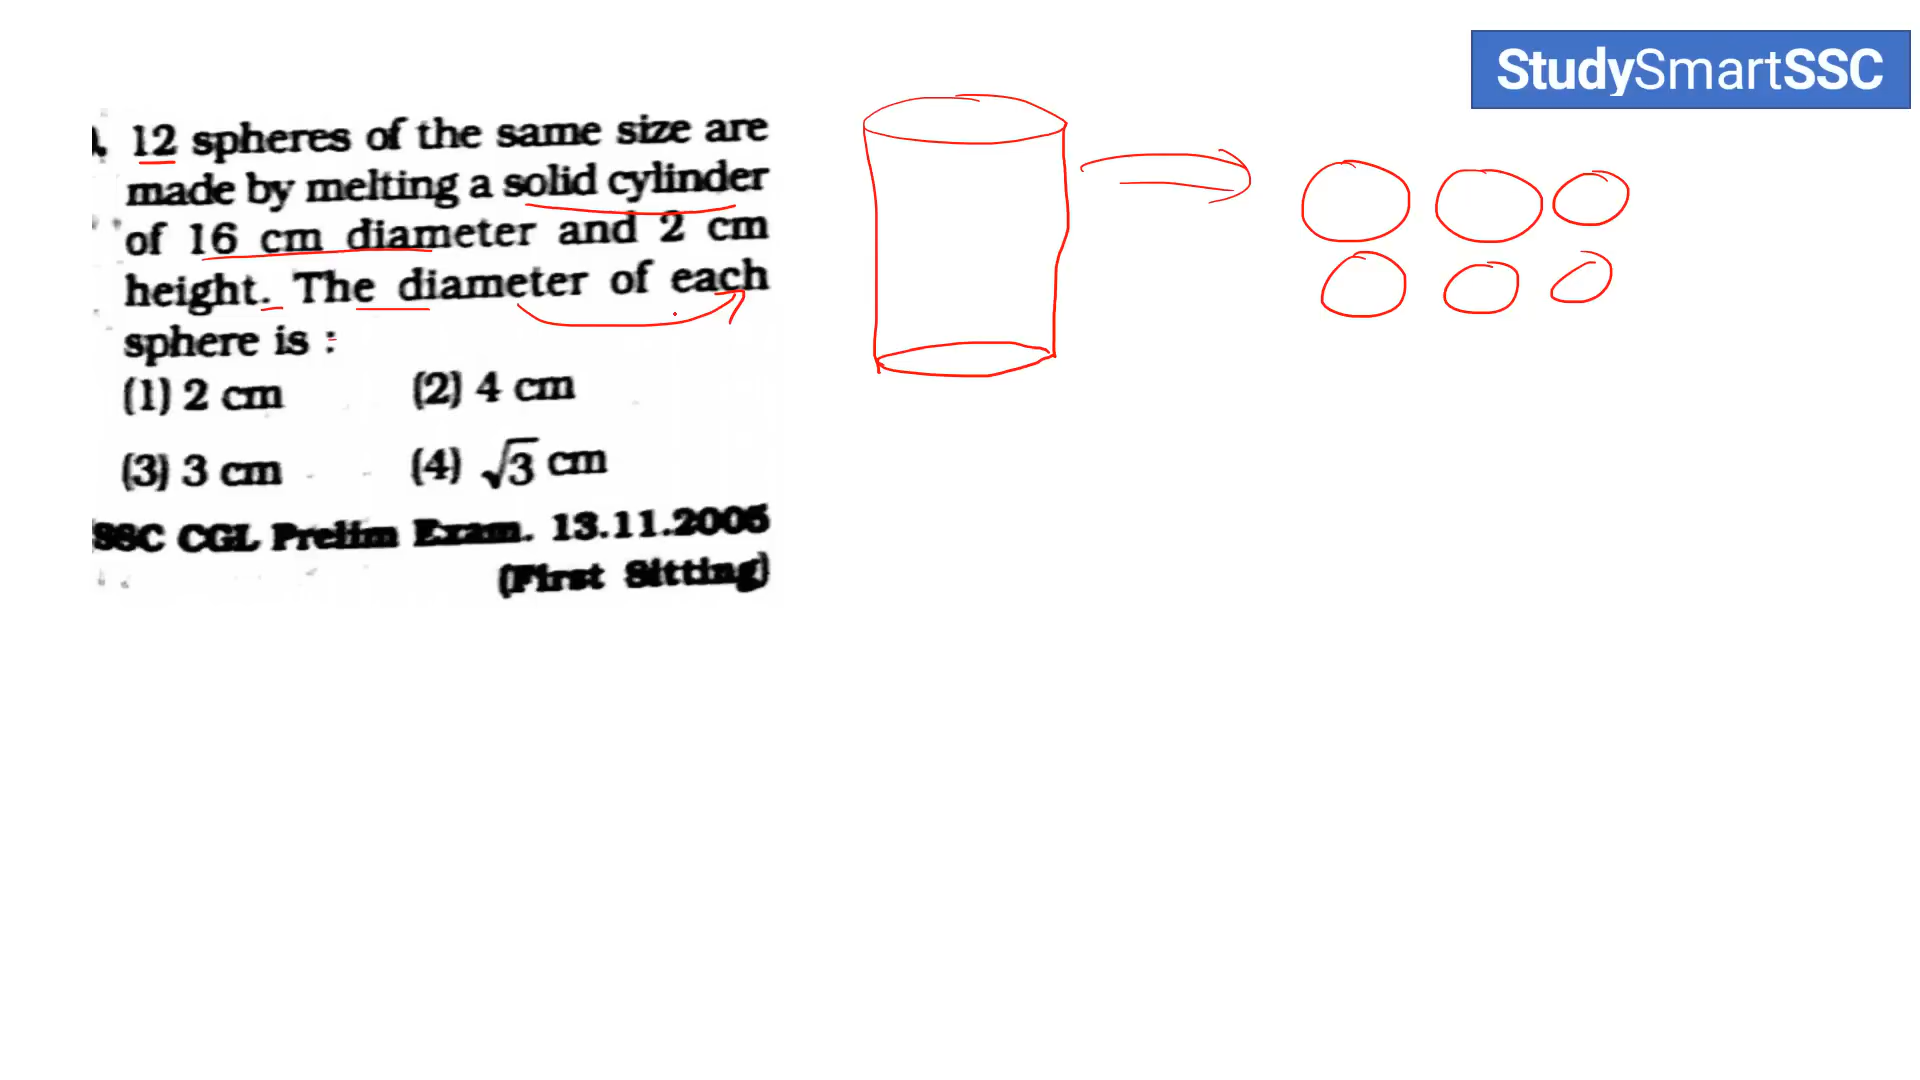 StudySmartSSC
12 spheres of the same size are
made by melting a solid cylinder
of 16 cm diameter and 2 cm
height. The diameter of each
sphere is :
(1) 2 cm (2) 4 cm
(3) 3 cm (4) √3 cm
SSC CGL Prelim Exam. 13.11.2005
(First Sitting)